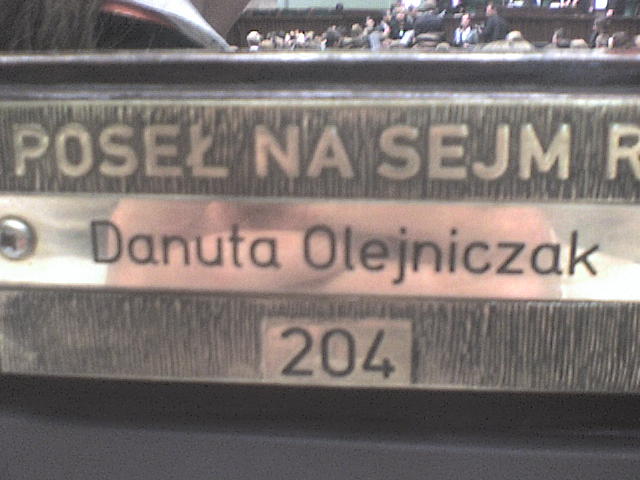 POSEŁ NA SEJM R
Danuta Olejniczak
204